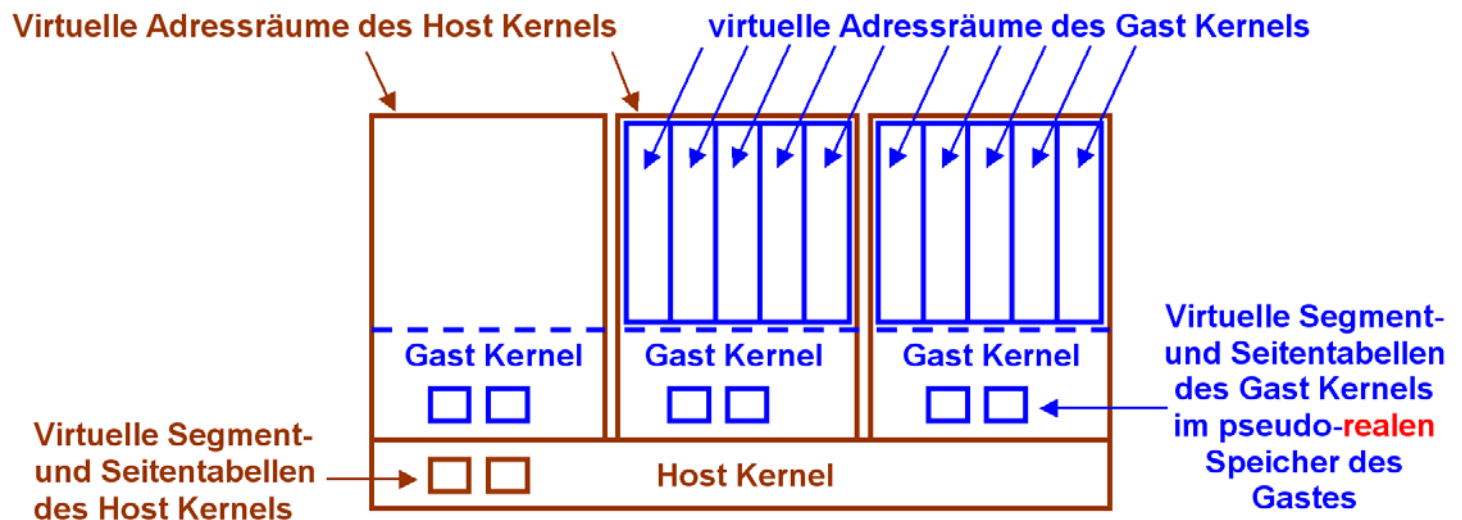 Virtuelle Adressräume des Host Kernels
virtuelle Adressräume des Gast Kernels
Gast Kernel
Gast Kernel
Gast Kernel
Virtuelle Segment-
und Seitentabellen
des Gast Kernels
im pseudo-realen
Speicher des
Gastes
Virtuelle Segment-
und Seitentabellen
des Host Kernels
Host Kernel